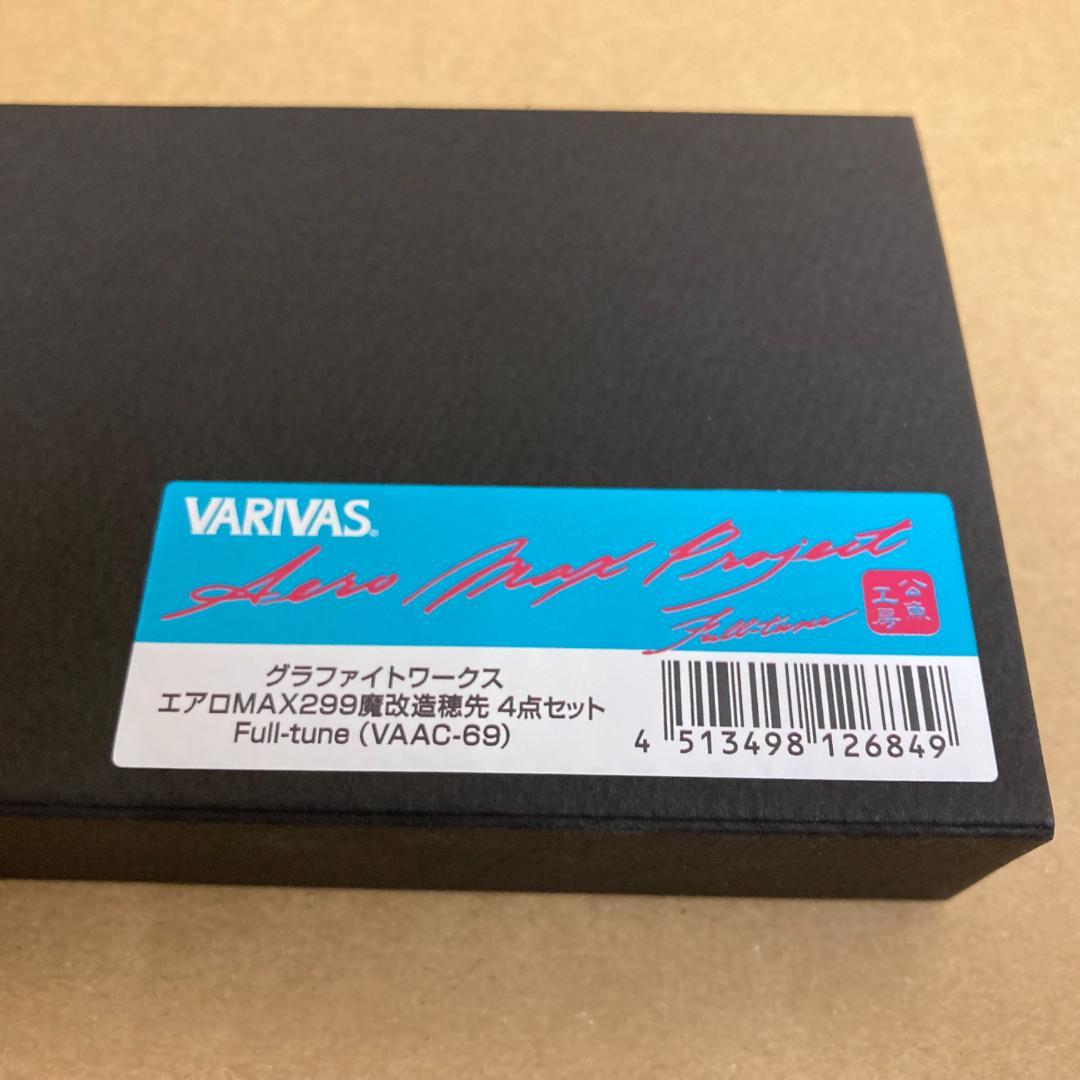 VARIVAS®
Aero Max Project
Full-tune
公魚
工房
グラファイトワークス
エアロMAX299魔改造穂先 4点セット
Full-tune (VAAC-69)
4 513498 126849